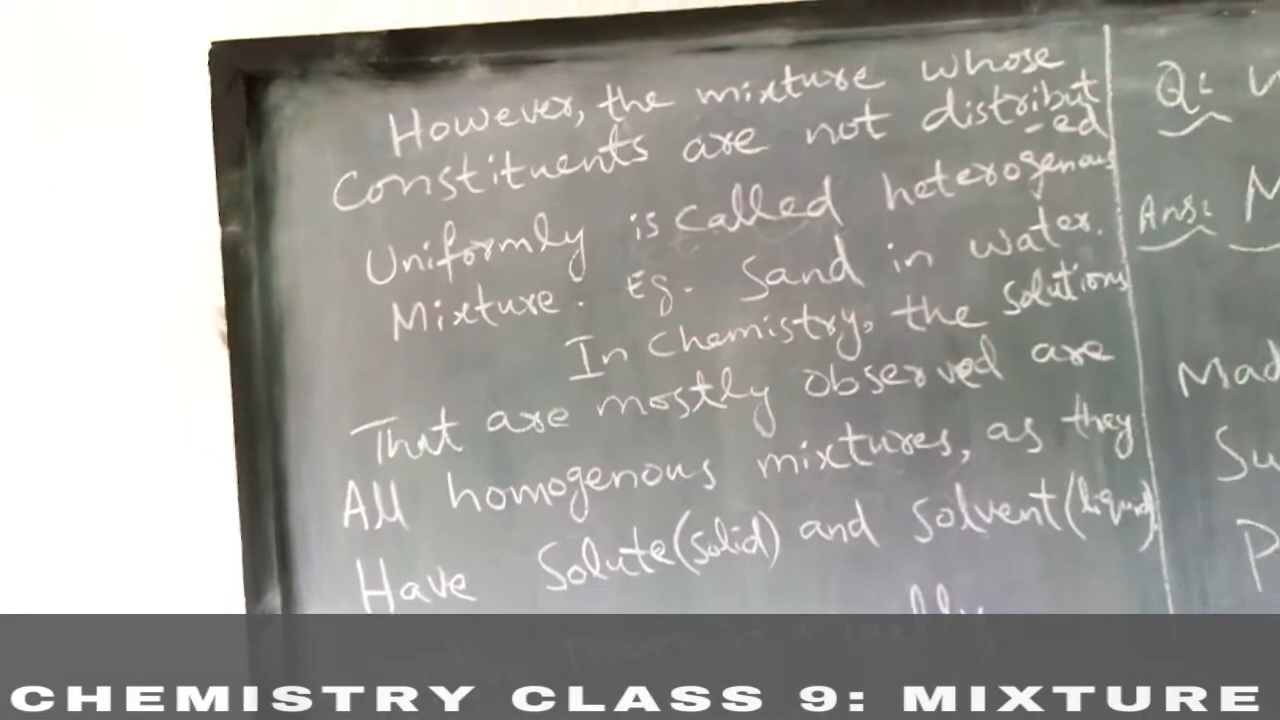 However, the mixture whose
Constituents are not distribut
-ed
Uniformly is called heterogenous
Mixture. Eg. Sand in water.
In Chemistry, the solutions
That are mostly observed are
All homogenous mixtures, as they
Have Solute(solid) and solvent(liquid)
Q:
Ans: M
Mad
Su
P
CHEMISTRY CLASS 9: MIXTURE